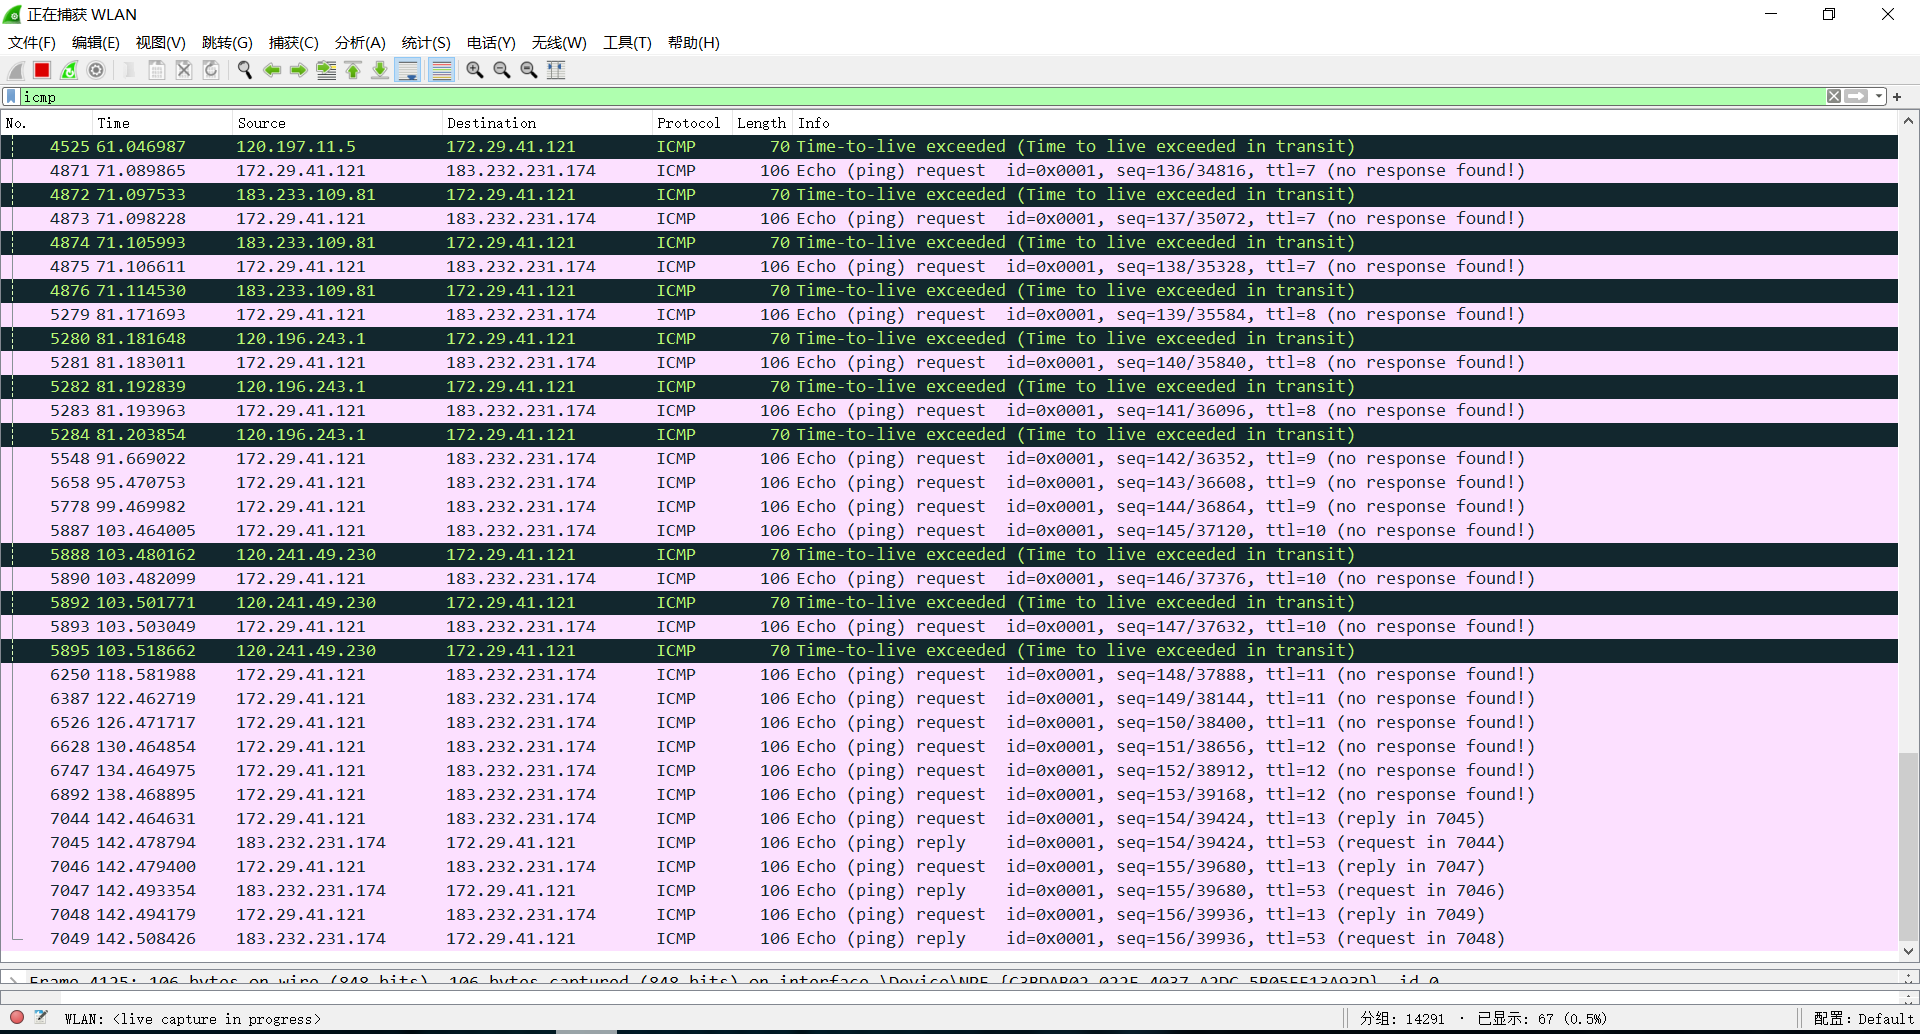 正在捕获 WLAN
文件(F) 编辑(E) 视图(V) 跳转(G) 捕获(C) 分析(A) 统计(S) 电话(Y) 无线(W) 工具(T) 帮助(H)
icmp
No. Time Source Destination Protocol Length Info
4525 61.046987 120.197.11.5 172.29.41.121 ICMP 70 Time-to-live exceeded (Time to live exceeded in transit)
4871 71.089865 172.29.41.121 183.232.231.174 ICMP 106 Echo (ping) request id=0x0001, seq=136/34816, ttl=7 (no response found!)
4872 71.097533 183.233.109.81 172.29.41.121 ICMP 70 Time-to-live exceeded (Time to live exceeded in transit)
4873 71.098228 172.29.41.121 183.232.231.174 ICMP 106 Echo (ping) request id=0x0001, seq=137/35072, ttl=7 (no response found!)
4874 71.105993 183.233.109.81 172.29.41.121 ICMP 70 Time-to-live exceeded (Time to live exceeded in transit)
4875 71.106611 172.29.41.121 183.232.231.174 ICMP 106 Echo (ping) request id=0x0001, seq=138/35328, ttl=7 (no response found!)
4876 71.114530 183.233.109.81 172.29.41.121 ICMP 70 Time-to-live exceeded (Time to live exceeded in transit)
5279 81.171693 172.29.41.121 183.232.231.174 ICMP 106 Echo (ping) request id=0x0001, seq=139/35584, ttl=8 (no response found!)
5280 81.181648 120.196.243.1 172.29.41.121 ICMP 70 Time-to-live exceeded (Time to live exceeded in transit)
5281 81.183011 172.29.41.121 183.232.231.174 ICMP 106 Echo (ping) request id=0x0001, seq=140/35840, ttl=8 (no response found!)
5282 81.192839 120.196.243.1 172.29.41.121 ICMP 70 Time-to-live exceeded (Time to live exceeded in transit)
5283 81.193963 172.29.41.121 183.232.231.174 ICMP 106 Echo (ping) request id=0x0001, seq=141/36096, ttl=8 (no response found!)
5284 81.203854 120.196.243.1 172.29.41.121 ICMP 70 Time-to-live exceeded (Time to live exceeded in transit)
5548 91.669022 172.29.41.121 183.232.231.174 ICMP 106 Echo (ping) request id=0x0001, seq=142/36352, ttl=9 (no response found!)
5658 95.470753 172.29.41.121 183.232.231.174 ICMP 106 Echo (ping) request id=0x0001, seq=143/36608, ttl=9 (no response found!)
5778 99.469982 172.29.41.121 183.232.231.174 ICMP 106 Echo (ping) request id=0x0001, seq=144/36864, ttl=9 (no response found!)
5887 103.464005 172.29.41.121 183.232.231.174 ICMP 106 Echo (ping) request id=0x0001, seq=145/37120, ttl=10 (no response found!)
5888 103.480162 120.241.49.230 172.29.41.121 ICMP 70 Time-to-live exceeded (Time to live exceeded in transit)
5890 103.482099 172.29.41.121 183.232.231.174 ICMP 106 Echo (ping) request id=0x0001, seq=146/37376, ttl=10 (no response found!)
5892 103.501771 120.241.49.230 172.29.41.121 ICMP 70 Time-to-live exceeded (Time to live exceeded in transit)
5893 103.503049 172.29.41.121 183.232.231.174 ICMP 106 Echo (ping) request id=0x0001, seq=147/37632, ttl=10 (no response found!)
5895 103.518662 120.241.49.230 172.29.41.121 ICMP 70 Time-to-live exceeded (Time to live exceeded in transit)
6250 118.581988 172.29.41.121 183.232.231.174 ICMP 106 Echo (ping) request id=0x0001, seq=148/37888, ttl=11 (no response found!)
6387 122.462719 172.29.41.121 183.232.231.174 ICMP 106 Echo (ping) request id=0x0001, seq=149/38144, ttl=11 (no response found!)
6526 126.471717 172.29.41.121 183.232.231.174 ICMP 106 Echo (ping) request id=0x0001, seq=150/38400, ttl=11 (no response found!)
6628 130.464854 172.29.41.121 183.232.231.174 ICMP 106 Echo (ping) request id=0x0001, seq=151/38656, ttl=12 (no response found!)
6747 134.464975 172.29.41.121 183.232.231.174 ICMP 106 Echo (ping) request id=0x0001, seq=152/38912, ttl=12 (no response found!)
6892 138.468895 172.29.41.121 183.232.231.174 ICMP 106 Echo (ping) request id=0x0001, seq=153/39168, ttl=12 (no response found!)
7044 142.464631 172.29.41.121 183.232.231.174 ICMP 106 Echo (ping) request id=0x0001, seq=154/39424, ttl=13 (reply in 7045)
7045 142.478794 183.232.231.174 172.29.41.121 ICMP 106 Echo (ping) reply id=0x0001, seq=154/39424, ttl=53 (request in 7044)
7046 142.479400 172.29.41.121 183.232.231.174 ICMP 106 Echo (ping) request id=0x0001, seq=155/39680, ttl=13 (reply in 7047)
7047 142.493354 183.232.231.174 172.29.41.121 ICMP 106 Echo (ping) reply id=0x0001, seq=155/39680, ttl=53 (request in 7046)
7048 142.494179 172.29.41.121 183.232.231.174 ICMP 106 Echo (ping) request id=0x0001, seq=156/39936, ttl=13 (reply in 7049)
7049 142.508426 183.232.231.174 172.29.41.121 ICMP 106 Echo (ping) reply id=0x0001, seq=156/39936, ttl=53 (request in 7048)
Frame 4125: 106 bytes on wire (848 bits), 106 bytes captured (848 bits) on interface
WLAN: <live capture in progress>
分组: 14291 · 已显示: 67 (0.5%)
配置: Default